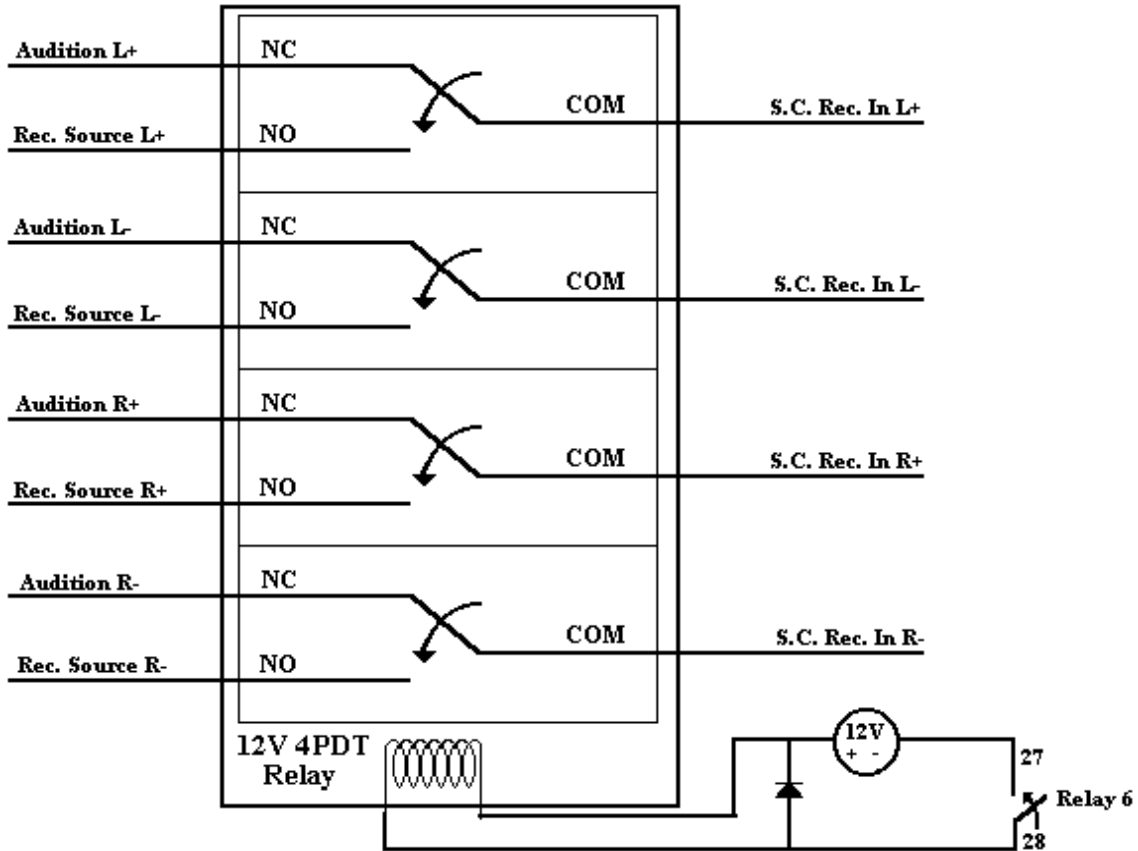 Audition L+
NC
COM
S.C. Rec. In L+
Rec. Source L+
NO
Audition L-
NC
COM
S.C. Rec. In L-
Rec. Source L-
NO
Audition R+
NC
COM
S.C. Rec. In R+
Rec. Source R+
NO
Audition R-
NC
COM
S.C. Rec. In R-
Rec. Source R-
NO
12V 4PDT
Relay
12V
+ -
27
Relay 6
28